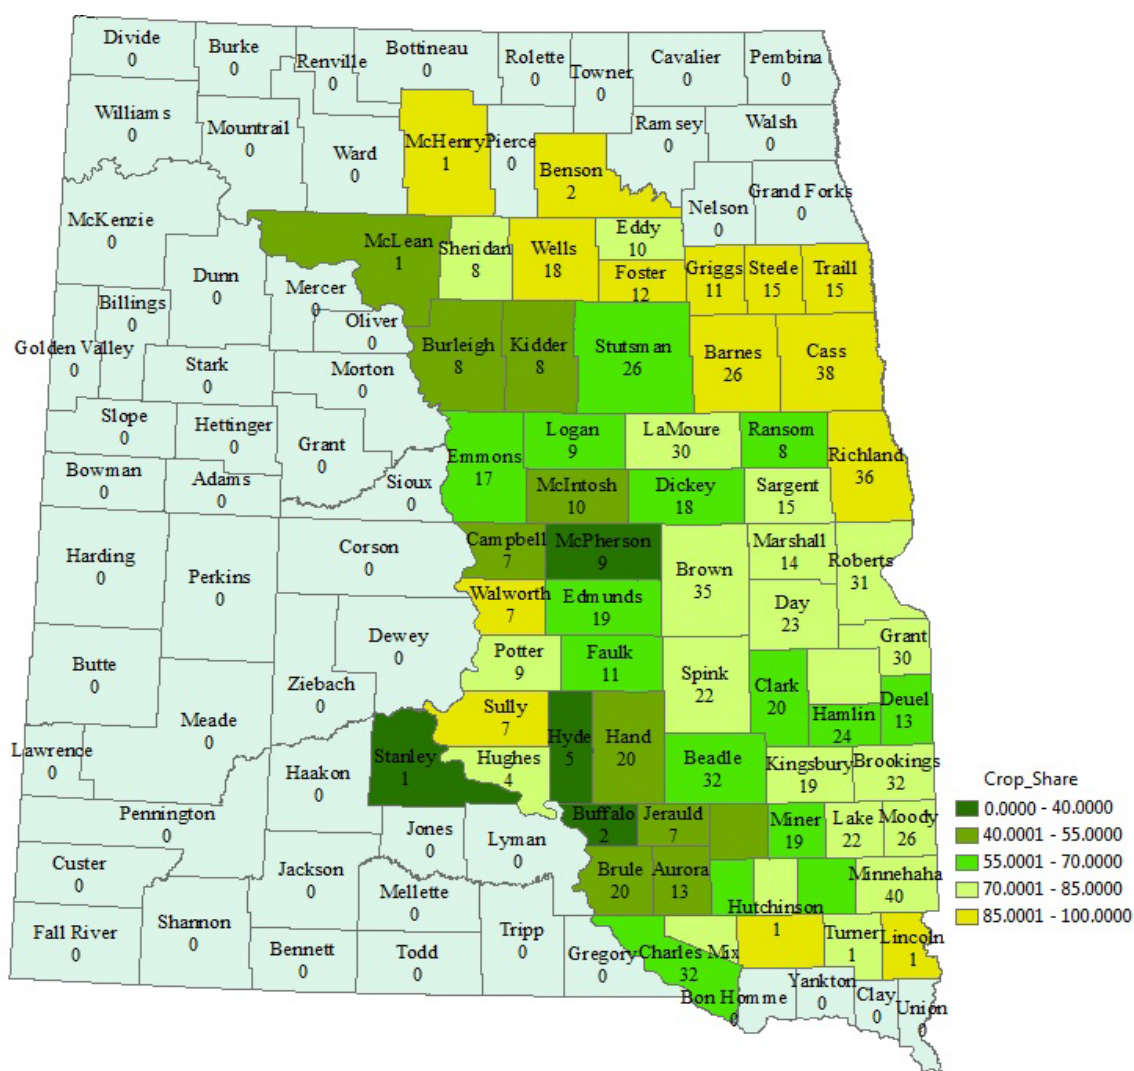 Divide
0
Burke
0
Renville
0
Bottineau
0
Rolette
0
Towner
0
Cavalier
0
Pembina
0
Williams
0
Mountrail
0
Ward
0
McHenry
1
Pierce
0
Benson
2
Ramsey
0
Walsh
0
Nelson
0
Grand Forks
0
McKenzie
0
Dunn
0
McLean
1
Sheridan
8
Wells
18
Eddy
10
Foster
12
Griggs
11
Steele
15
Traill
15
Billings
0
Mercer
0
Oliver
0
Golden Valley
0
Stark
0
Morton
0
Burleigh
8
Kidder
8
Stutsman
26
Barnes
26
Cass
38
Slope
0
Hettinger
0
Grant
0
Bowman
0
Adams
0
Sioux
0
Emmons
17
Logan
9
LaMoure
30
Ransom
8
Richland
36
McIntosh
10
Dickey
18
Sargent
15
Harding
0
Perkins
0
Corson
0
Campbell
7
McPherson
9
Brown
35
Marshall
14
Roberts
31
Walworth
7
Edmunds
19
Day
23
Butte
0
Meade
0
Ziebach
0
Dewey
0
Potter
9
Faulk
11
Spink
22
Clark
20
Grant
30
Hamlin
24
Deuel
13
Lawrence
0
Haakon
0
Stanley
1
Sully
7
Hughes
4
Hyde
5
Hand
20
Beadle
32
Kingsbury
19
Brookings
32
Pennington
0
Jones
0
Lyman
0
Buffalo
2
Jerauld
7
Miner
19
Lake
22
Moody
26
Custer
0
Jackson
0
Mellette
0
Brule
20
Aurora
13
Minnehaha
40
Fall River
0
Shannon
0
Bennett
0
Todd
0
Tripp
0
Gregory
0
Charles Mix
32
Hutchinson
1
Turner
1
Lincoln
1
Bon Homme
0
Yankton
0
Clay
0
Union
0
Crop_Share
0.0000 - 40.0000
40.0001 - 55.0000
55.0001 - 70.0000
70.0001 - 85.0000
85.0001 - 100.0000